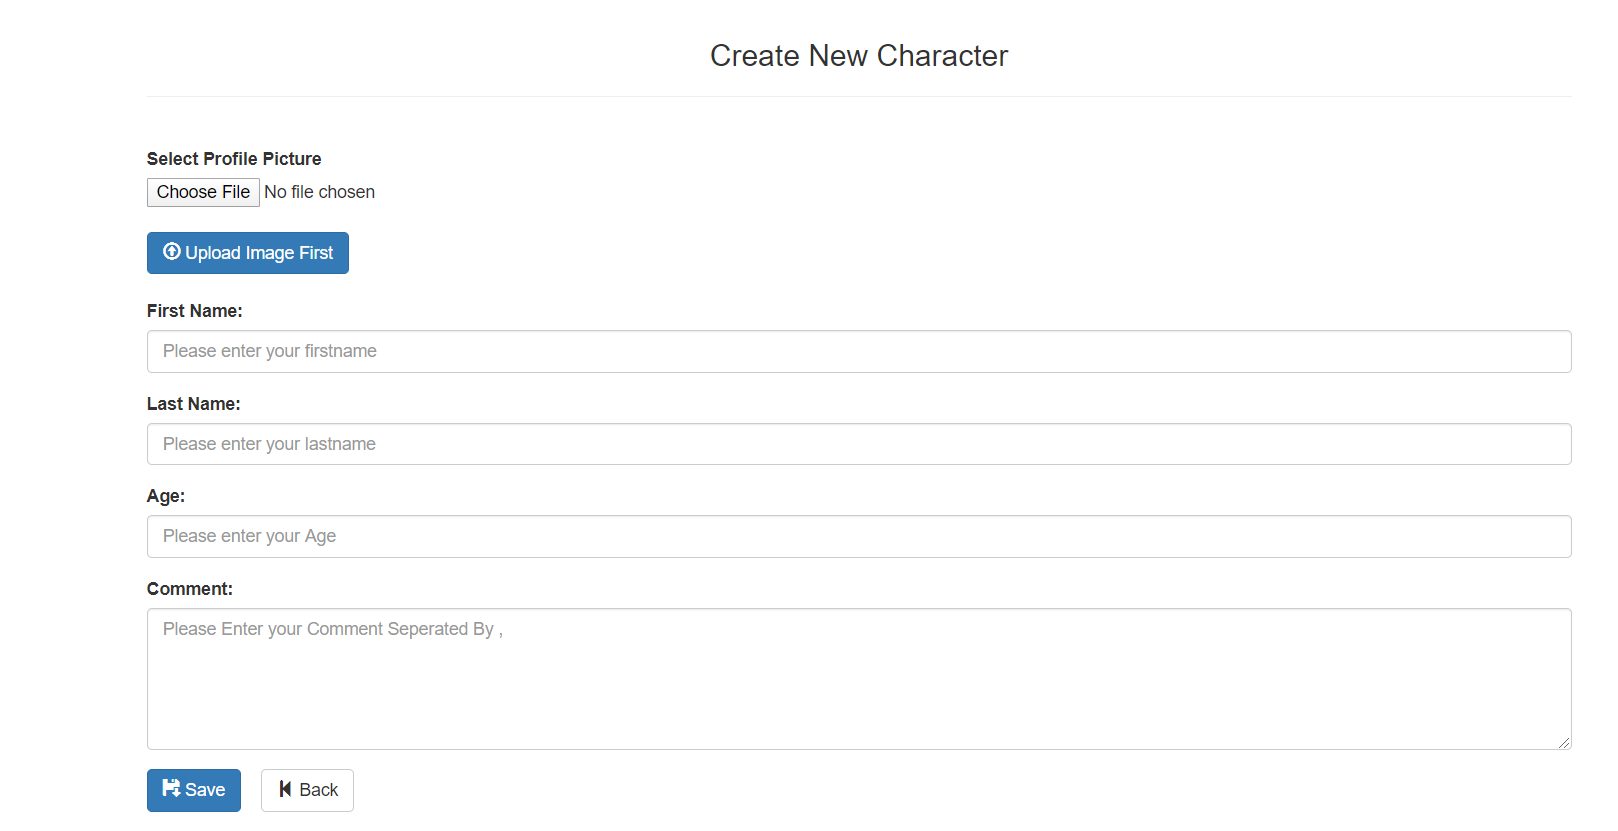 Create New Character
Select Profile Picture
Choose File No file chosen
Upload Image First
First Name:
Please enter your firstname
Last Name:
Please enter your lastname
Age:
Please enter your Age
Comment:
Please Enter your Comment Seperated By ,
Save Back